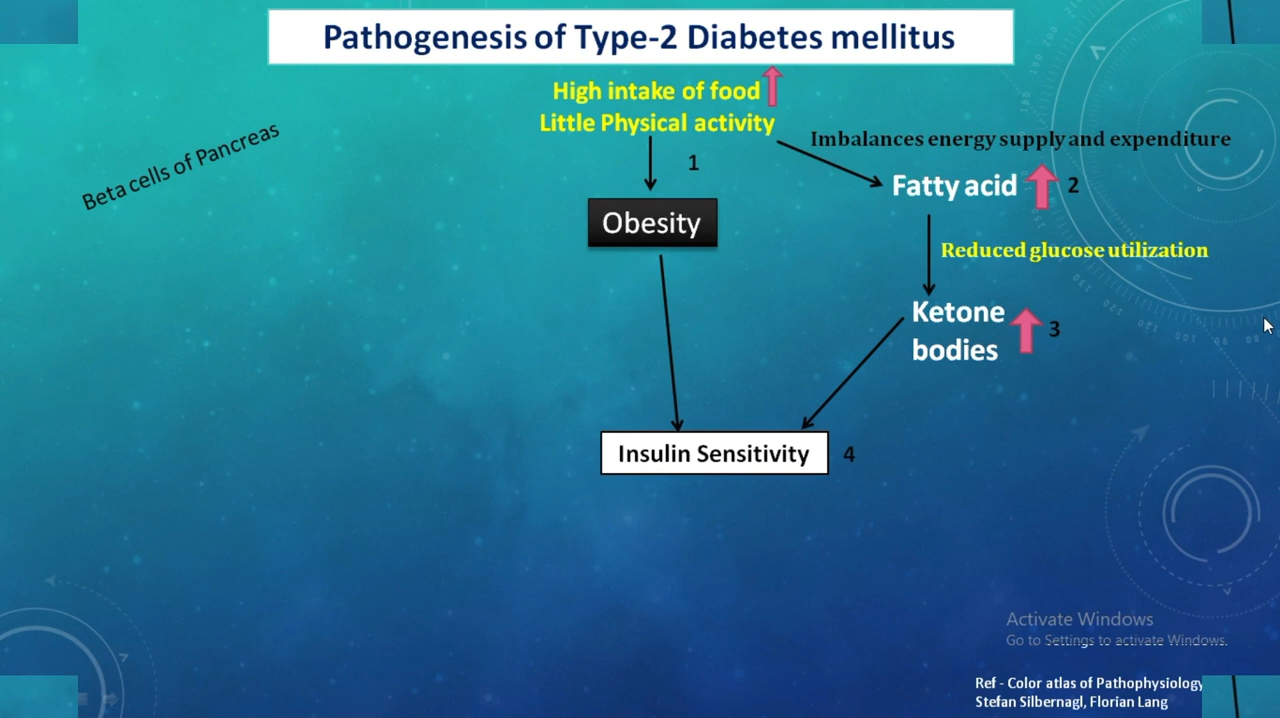 Pathogenesis of Type-2 Diabetes mellitus
High intake of food
Little Physical activity
Beta cells of Pancreas
Imbalances energy supply and expenditure
1
Fatty acid
2
Obesity
Reduced glucose utilization
Ketone
bodies
3
Insulin Sensitivity
4
Activate Windows
Go to Settings to activate Windows.
Ref - Color atlas of Pathophysiology
Stefan Silbernagl, Florian Lang